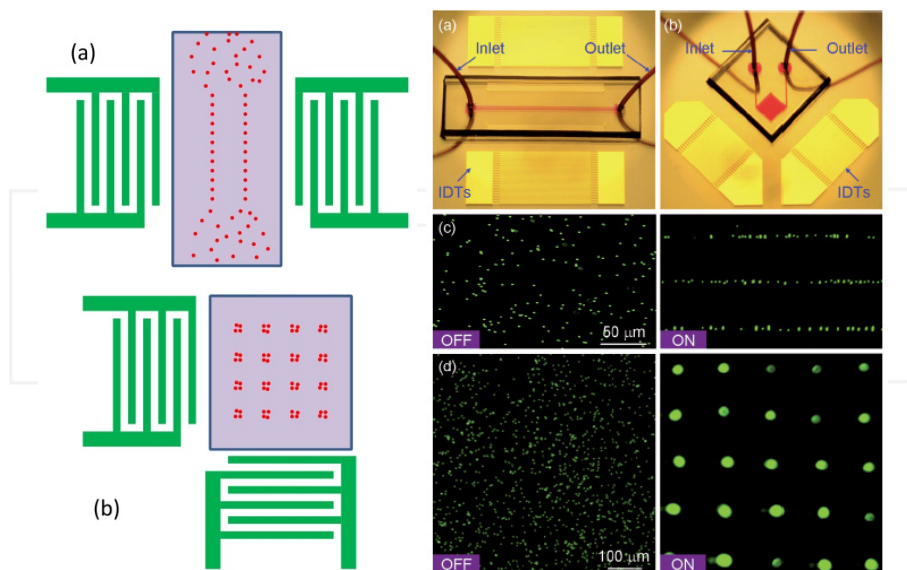 (a)
(b)
(a)
Inlet
Outlet
IDTs
(b)
Inlet
Outlet
IDTs
(c)
OFF
50 μm
ON
(d)
OFF
100 μm
ON